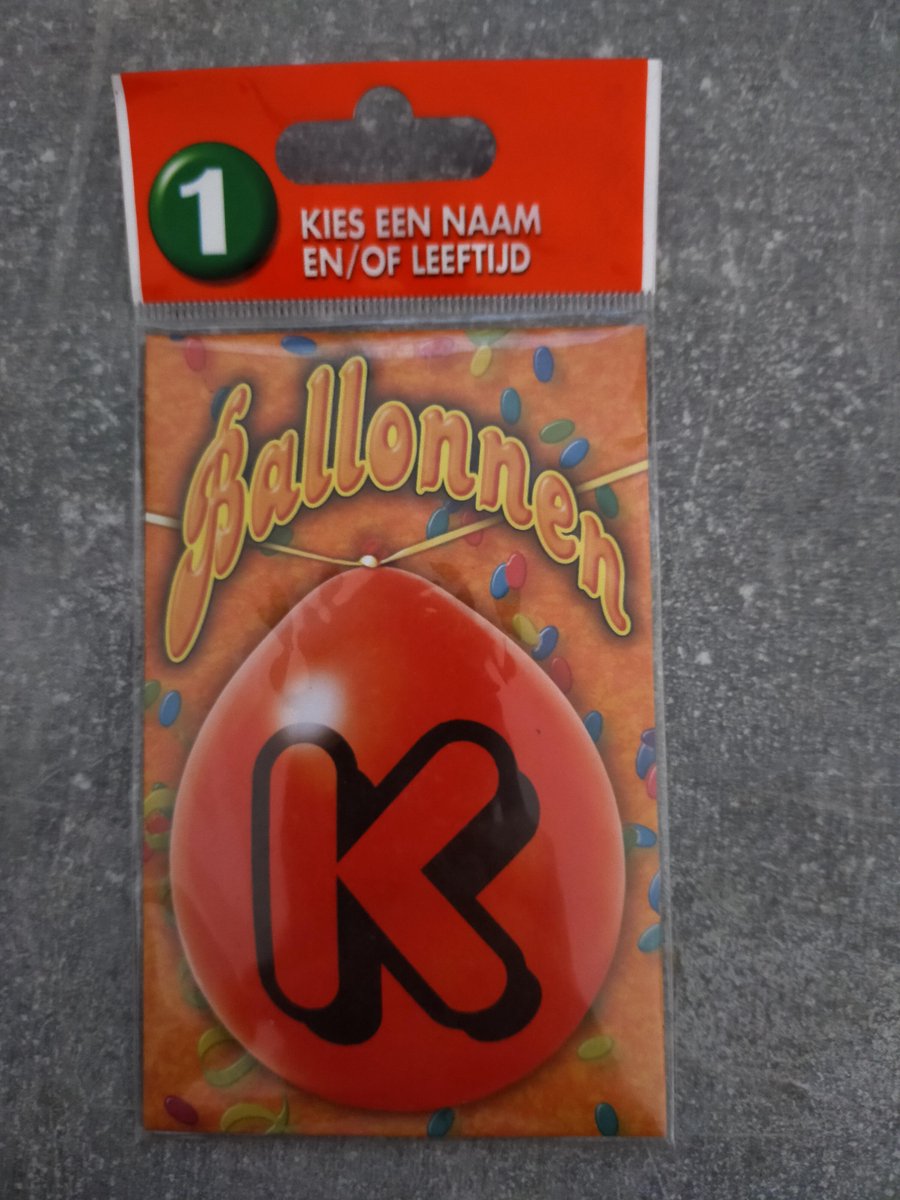 1
KIES EEN NAAM
EN/OF LEEFTIJD
Ballonnen
K